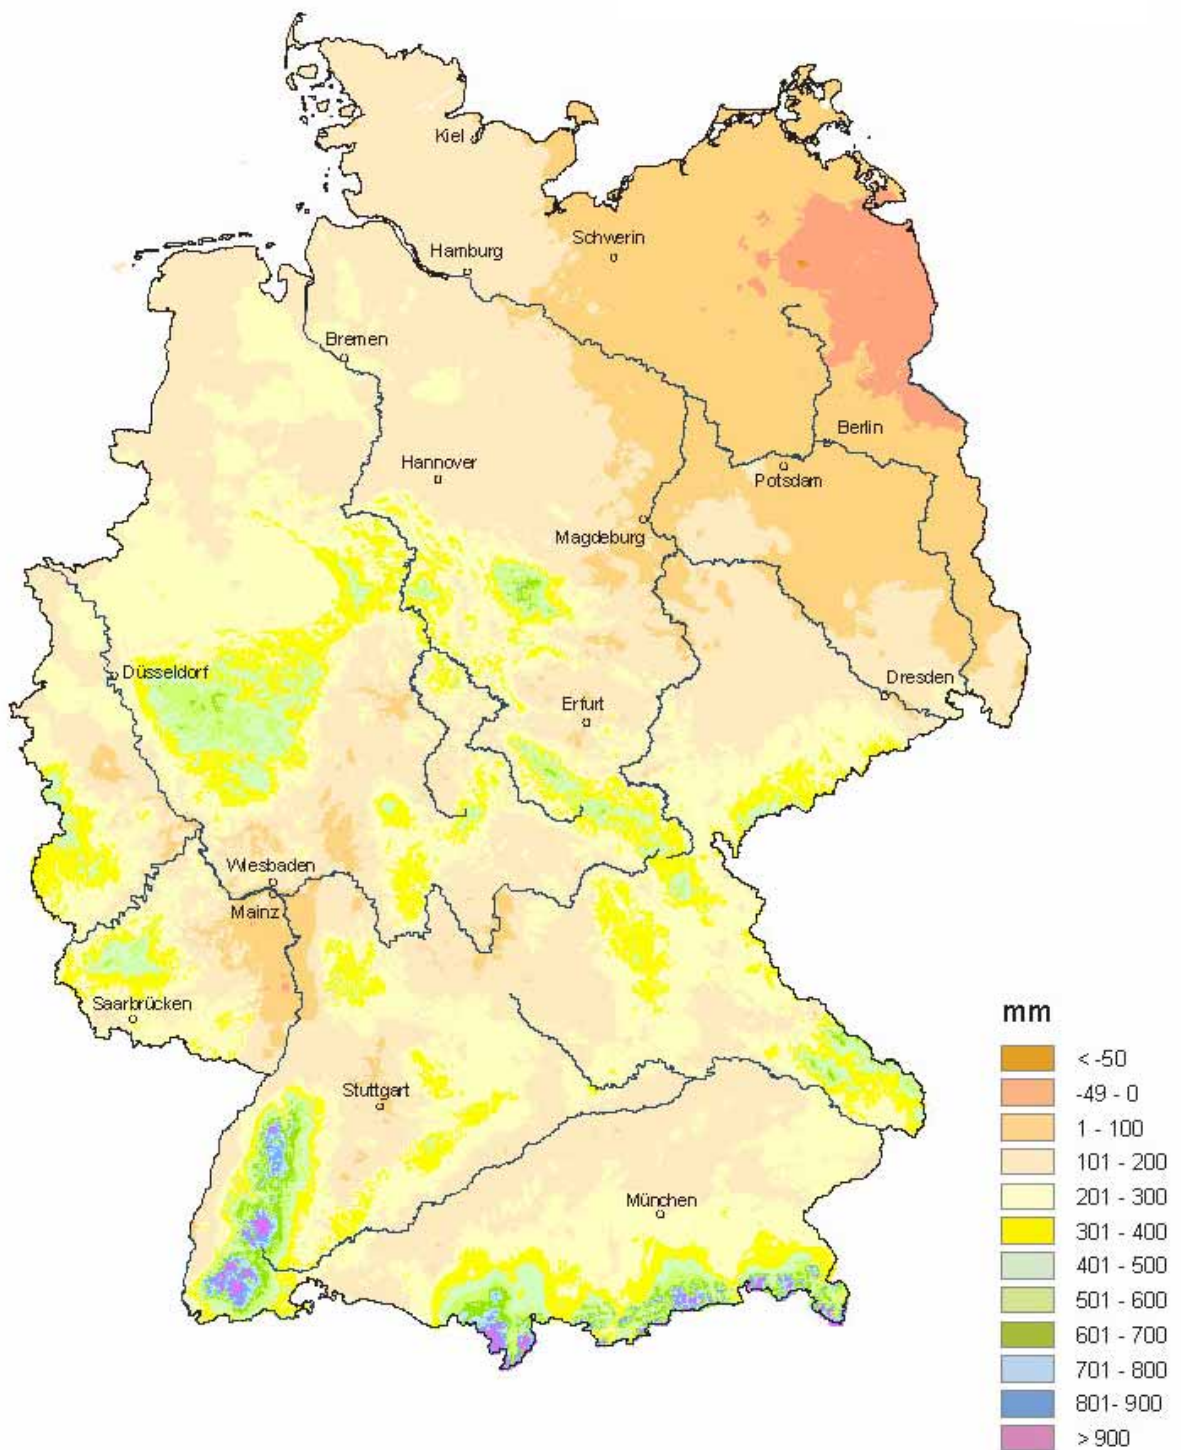 Kiel
Schwerin
Hamburg
Bremen
Berlin
Hannover
Potsdam
Magdeburg
Düsseldorf
Dresden
Erfurt
Wiesbaden
Mainz
Saarbrücken
Stuttgart
München
mm
< -50
-49 - 0
1 - 100
101 - 200
201 - 300
301 - 400
401 - 500
501 - 600
601 - 700
701 - 800
801- 900
> 900